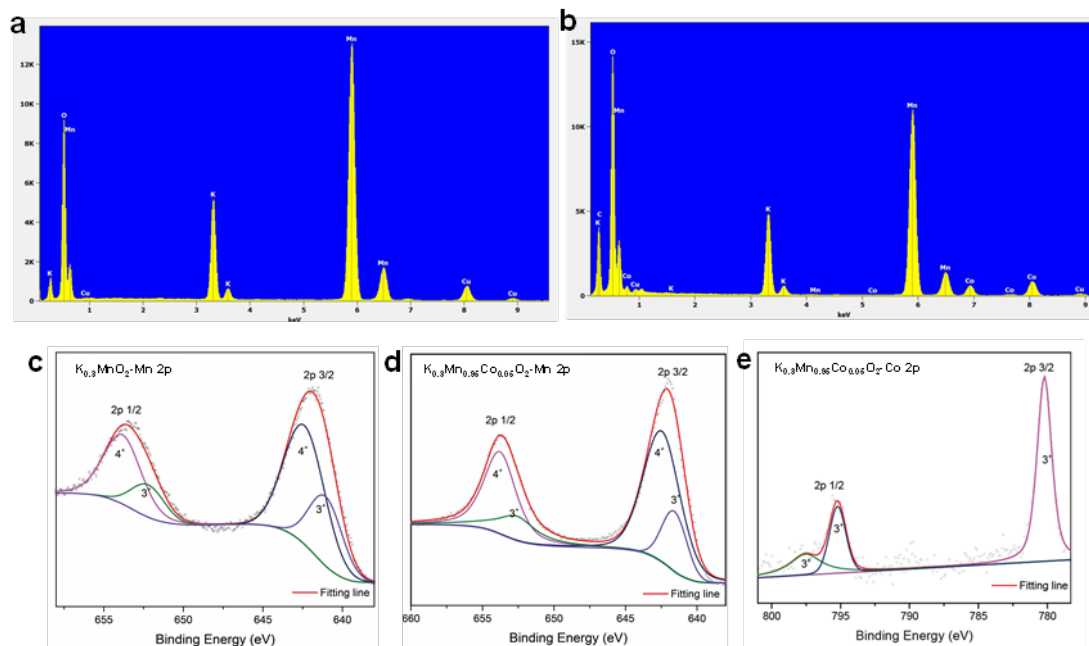 a
12K
10K
8K
6K
4K
2K
0K
K
O
Mn
Cu
K
K
Mn
Mn
Cu
Cu
1 2 3 4 5 6 7 8 9
keV
b
15K
10K
5K
0K
C
K
O
Mn
Co
Cu
K
K
K
Mn
Co
Mn
Mn
Co
Co
Cu
Cu
1 2 3 4 5 6 7 8 9
keV
c
K0.3MnO2-Mn 2p
2p 1/2
2p 3/2
4+
3+
4+
3+
Fitting line
655 650 645 640
Binding Energy (eV)
d
K0.3Mn0.95Co0.05O2-Mn 2p
2p 1/2
2p 3/2
4+
3+
4+
3+
Fitting line
660 655 650 645 640
Binding Energy (eV)
e
K0.3Mn0.95Co0.05O2-Co 2p
2p 3/2
2p 1/2
3+
3+
3+
Fitting line
800 795 790 785 780
Binding Energy (eV)